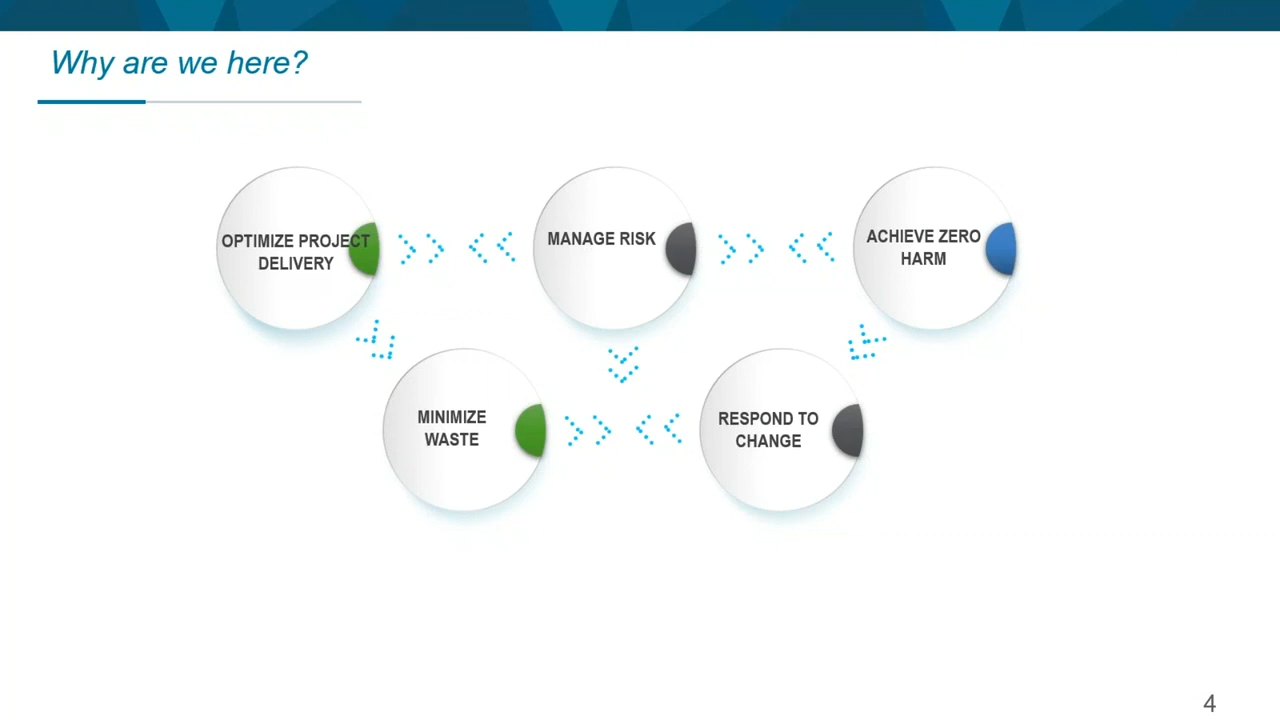 Why are we here?
OPTIMIZE PROJECT
DELIVERY
MANAGE RISK
ACHIEVE ZERO
HARM
MINIMIZE
WASTE
RESPOND TO
CHANGE
4